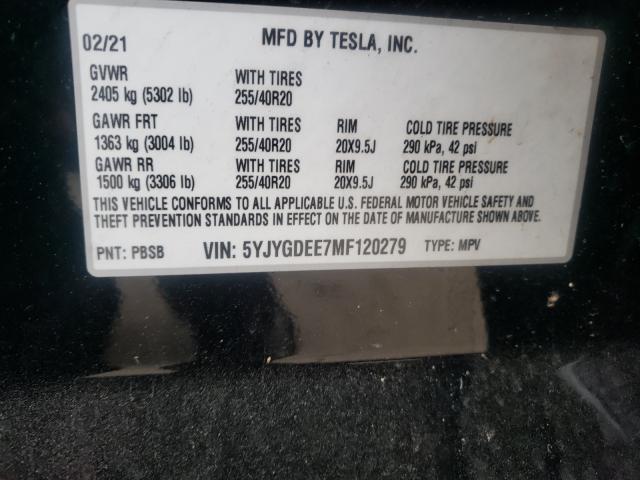 02/21 MFD BY TESLA, INC.
GVWR WITH TIRES
2405 kg (5302 lb) 255/40R20
GAWR FRT WITH TIRES RIM COLD TIRE PRESSURE
1363 kg (3004 lb) 255/40R20 20X9.5J 290 kPa, 42 psi
GAWR RR WITH TIRES RIM COLD TIRE PRESSURE
1500 kg (3306 lb) 255/40R20 20X9.5J 290 kPa, 42 psi
THIS VEHICLE CONFORMS TO ALL APPLICABLE U.S. FEDERAL MOTOR VEHICLE SAFETY AND
THEFT PREVENTION STANDARDS IN EFFECT ON THE DATE OF MANUFACTURE SHOWN ABOVE.
PNT: PBSB VIN: 5YJYGDEE7MF120279 TYPE: MPV